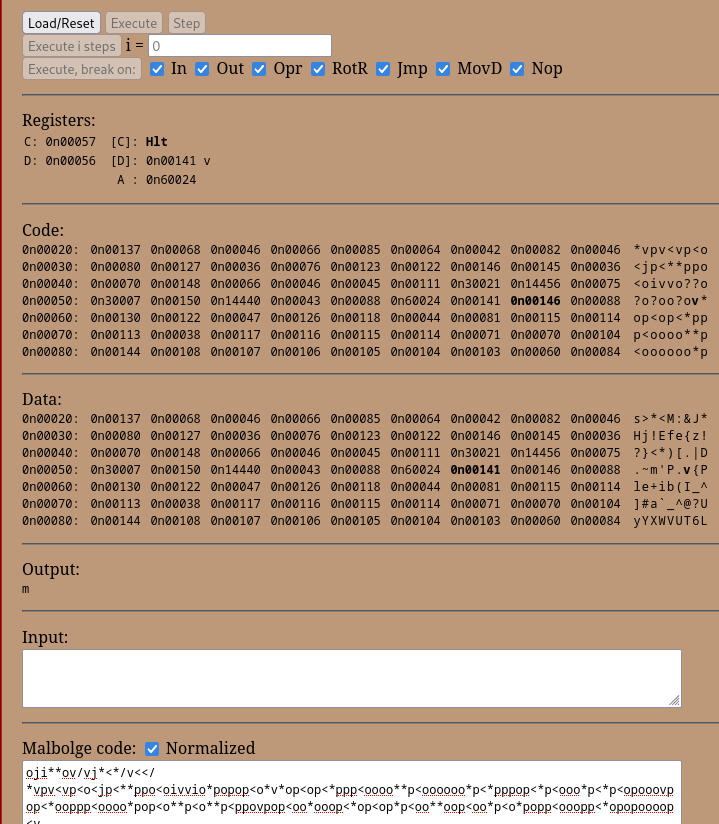 Load/Reset Execute Step
Execute i steps i = 0
Execute, break on: In Out Opr RotR Jmp MovD Nop
Registers:
C: 0n00057 [C]: Hlt
D: 0n00056 [D]: 0n00141 v
A : 0n60024
Code:
0n00020: 0n00137 0n00068 0n00046 0n00066 0n00085 0n00064 0n00042 0n00082 0n00046 *vpv<vp<o
0n00030: 0n00080 0n00127 0n00036 0n00076 0n00123 0n00122 0n00146 0n00145 0n00036 <jp<**ppo
0n00040: 0n00070 0n00148 0n00066 0n00046 0n00045 0n00111 0n30021 0n14456 0n00075 <oivvo??o
0n00050: 0n30007 0n00150 0n14440 0n00043 0n00088 0n60024 0n00141 0n00146 0n00088 ?o?oo?ov*
0n00060: 0n00130 0n00122 0n00047 0n00126 0n00118 0n00044 0n00081 0n00115 0n00114 op<op<*pp
0n00070: 0n00113 0n00038 0n00117 0n00116 0n00115 0n00114 0n00071 0n00070 0n00104 p<oooo**p
0n00080: 0n00144 0n00108 0n00107 0n00106 0n00105 0n00104 0n00103 0n00060 0n00084 <oooooo*p
Data:
0n00020: 0n00137 0n00068 0n00046 0n00066 0n00085 0n00064 0n00042 0n00082 0n00046 s>*<M:&J*
0n00030: 0n00080 0n00127 0n00036 0n00076 0n00123 0n00122 0n00146 0n00145 0n00036 Hj!Efe{z!
0n00040: 0n00070 0n00148 0n00066 0n00046 0n00045 0n00111 0n30021 0n14456 0n00075 ?}<*)[.|D
0n00050: 0n30007 0n00150 0n14440 0n00043 0n00088 0n60024 0n00141 0n00146 0n00088 .~m'P.v{P
0n00060: 0n00130 0n00122 0n00047 0n00126 0n00118 0n00044 0n00081 0n00115 0n00114 le+ib(I_^
0n00070: 0n00113 0n00038 0n00117 0n00116 0n00115 0n00114 0n00071 0n00070 0n00104 ]#a`_^@?U
0n00080: 0n00144 0n00108 0n00107 0n00106 0n00105 0n00104 0n00103 0n00060 0n00084 yYXWVUT6L
Output:
m
Input:
Malbolge code: Normalized
oji**ov/vj*<*/v<</
*vpv<vp<o<jp<**ppo<oivvio*popop<o*v*op<op<*ppp<oooo**p<oooooo*p<*pppop<*p<ooo*p<*p<opooovp
op<*ooppp<oooo*pop<o**p<o**p<ppovpop<oo*ooop<*op<op*p<oo**oop<oo*p<o*popp<ooopp<*opopoooop
<v